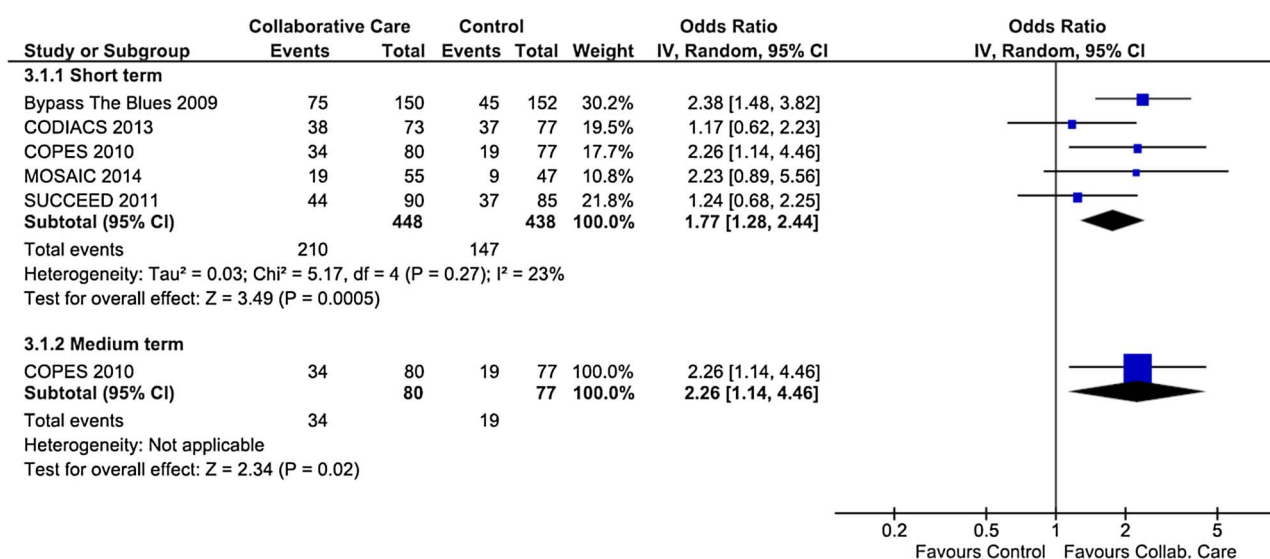 Collaborative Care Control Odds Ratio Odds Ratio
Study or Subgroup Events Total Events Total Weight IV, Random, 95% CI IV, Random, 95% CI
3.1.1 Short term
Bypass The Blues 2009 75 150 45 152 30.2% 2.38 [1.48, 3.82]
CODIACS 2013 38 73 37 77 19.5% 1.17 [0.62, 2.23]
COPES 2010 34 80 19 77 17.7% 2.26 [1.14, 4.46]
MOSAIC 2014 19 55 9 47 10.8% 2.23 [0.89, 5.56]
SUCCEED 2011 44 90 37 85 21.8% 1.24 [0.68, 2.25]
Subtotal (95% CI) 448 438 100.0% 1.77 [1.28, 2.44]
Total events 210 147
Heterogeneity: Tau² = 0.03; Chi² = 5.17, df = 4 (P = 0.27); I² = 23%
Test for overall effect: Z = 3.49 (P = 0.0005)
3.1.2 Medium term
COPES 2010 34 80 19 77 100.0% 2.26 [1.14, 4.46]
Subtotal (95% CI) 80 77 100.0% 2.26 [1.14, 4.46]
Total events 34 19
Heterogeneity: Not applicable
Test for overall effect: Z = 2.34 (P = 0.02)
0.2 0.5 1 2 5
Favours Control Favours Collab. Care